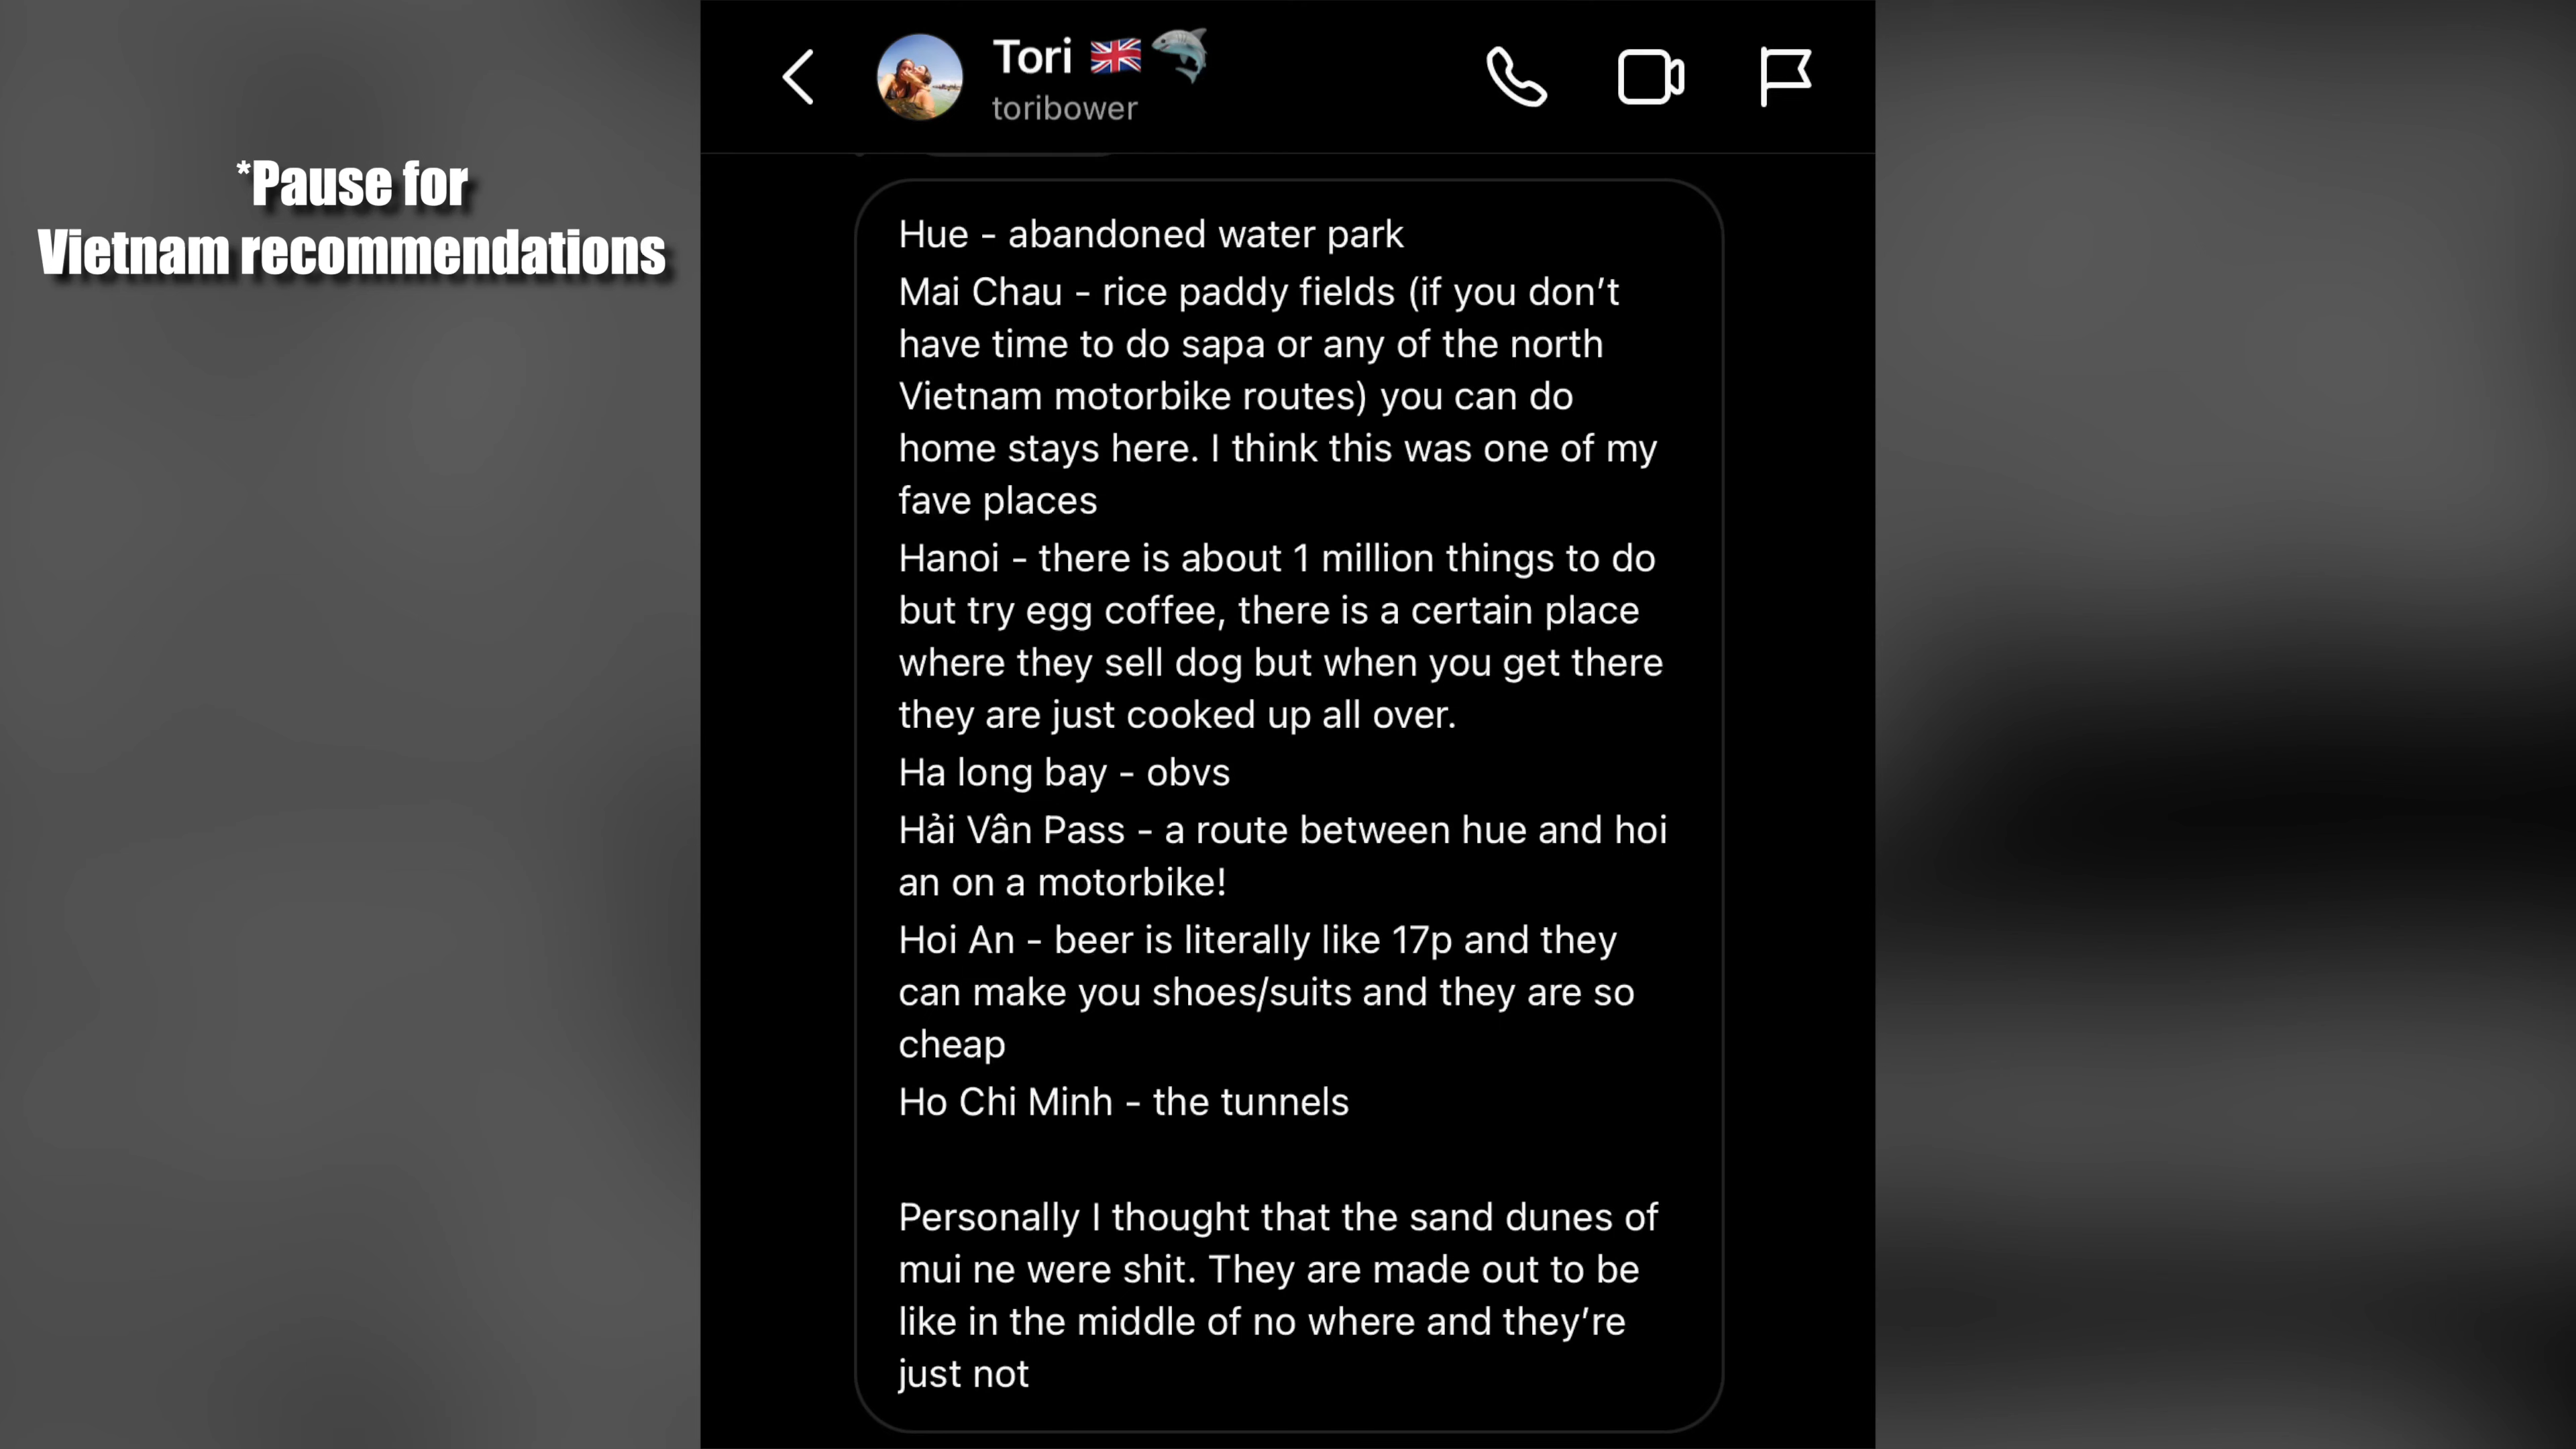 *Pause for
Vietnam recommendations
Tori 🇬🇧🦈
toribower
Hue - abandoned water park
Mai Chau - rice paddy fields (if you don’t
have time to do sapa or any of the north
Vietnam motorbike routes) you can do
home stays here. I think this was one of my
fave places
Hanoi - there is about 1 million things to do
but try egg coffee, there is a certain place
where they sell dog but when you get there
they are just cooked up all over.
Ha long bay - obvs
Hải Vân Pass - a route between hue and hoi
an on a motorbike!
Hoi An - beer is literally like 17p and they
can make you shoes/suits and they are so
cheap
Ho Chi Minh - the tunnels
Personally I thought that the sand dunes of
mui ne were shit. They are made out to be
like in the middle of no where and they’re
just not